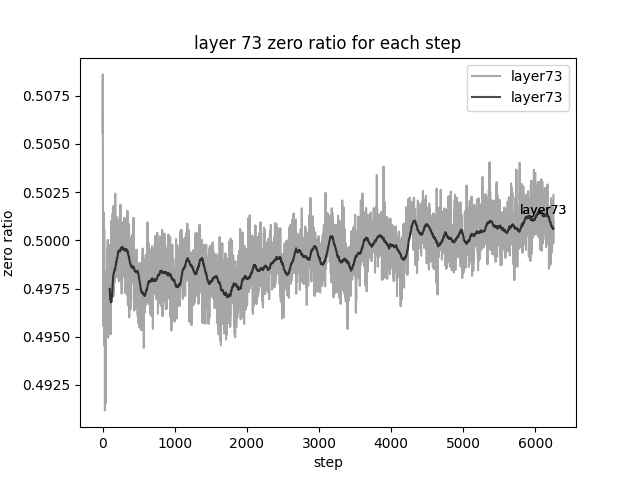 layer 73 zero ratio for each step
layer73
layer73
layer73
zero ratio
0.5075
0.5050
0.5025
0.5000
0.4975
0.4950
0.4925
0 1000 2000 3000 4000 5000 6000
step